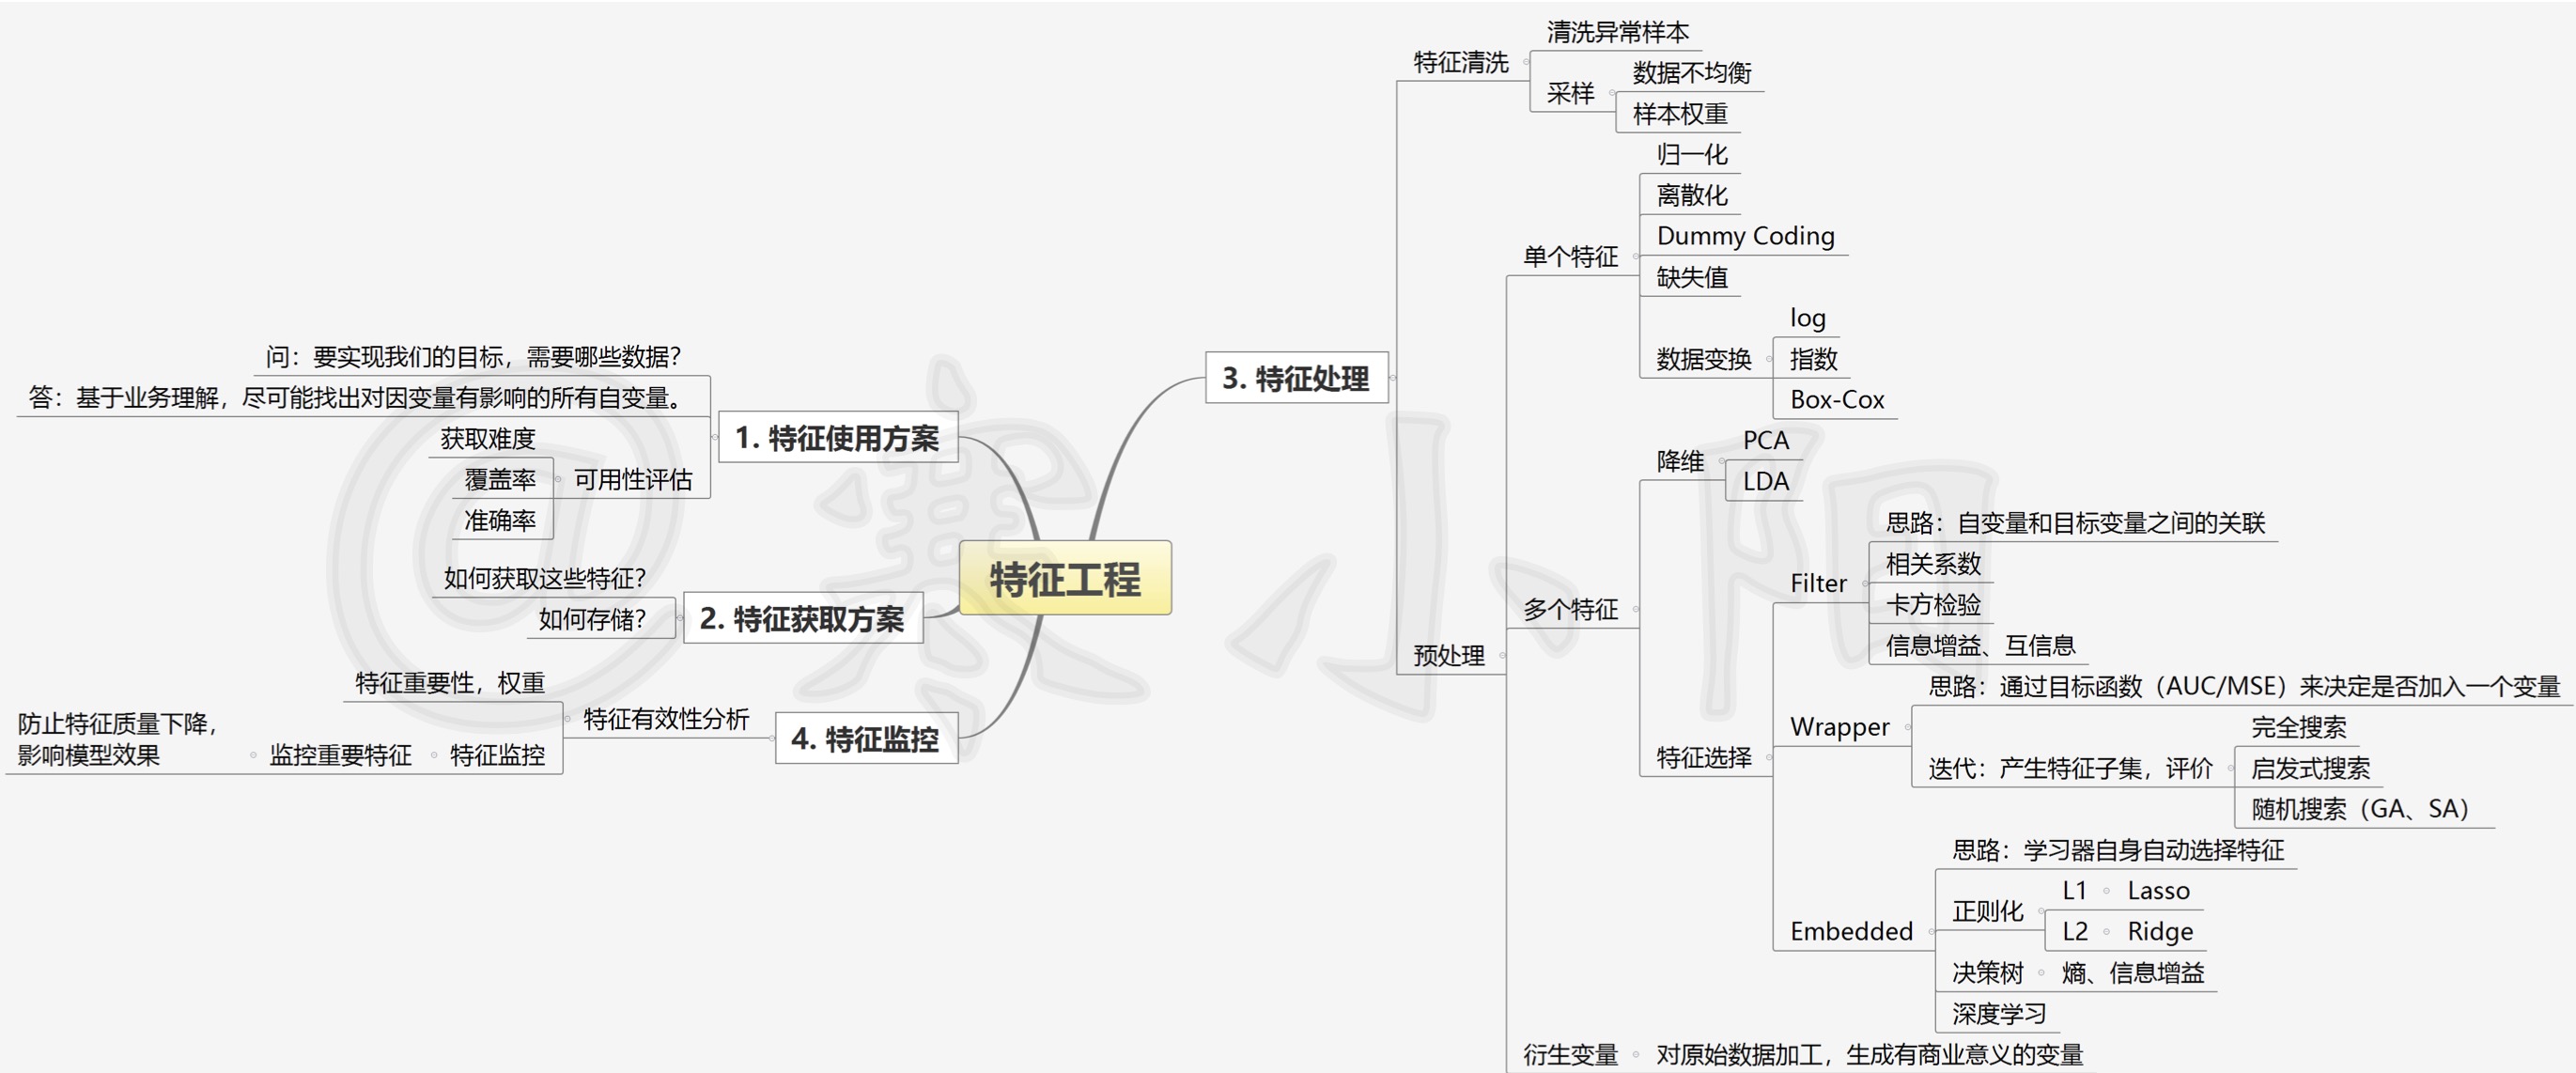 特征工程
1. 特征使用方案
问：要实现我们的目标，需要哪些数据？
答：基于业务理解，尽可能找出对因变量有影响的所有自变量。
可用性评估
获取难度
覆盖率
准确率
2. 特征获取方案
如何获取这些特征？
如何存储？
3. 特征处理
特征清洗
清洗异常样本
采样
数据不均衡
样本权重
预处理
单个特征
归一化
离散化
Dummy Coding
缺失值
数据变换
log
指数
Box-Cox
多个特征
降维
PCA
LDA
特征选择
Filter
思路：自变量和目标变量之间的关联
相关系数
卡方检验
信息增益、互信息
Wrapper
思路：通过目标函数（AUC/MSE）来决定是否加入一个变量
迭代：产生特征子集，评价
完全搜索
启发式搜索
随机搜索（GA、SA）
Embedded
思路：学习器自身自动选择特征
正则化
L1
Lasso
L2
Ridge
决策树
熵、信息增益
深度学习
衍生变量
对原始数据加工，生成有商业意义的变量
4. 特征监控
特征有效性分析
特征重要性，权重
特征监控
监控重要特征
防止特征质量下降，
影响模型效果
@寒小阳